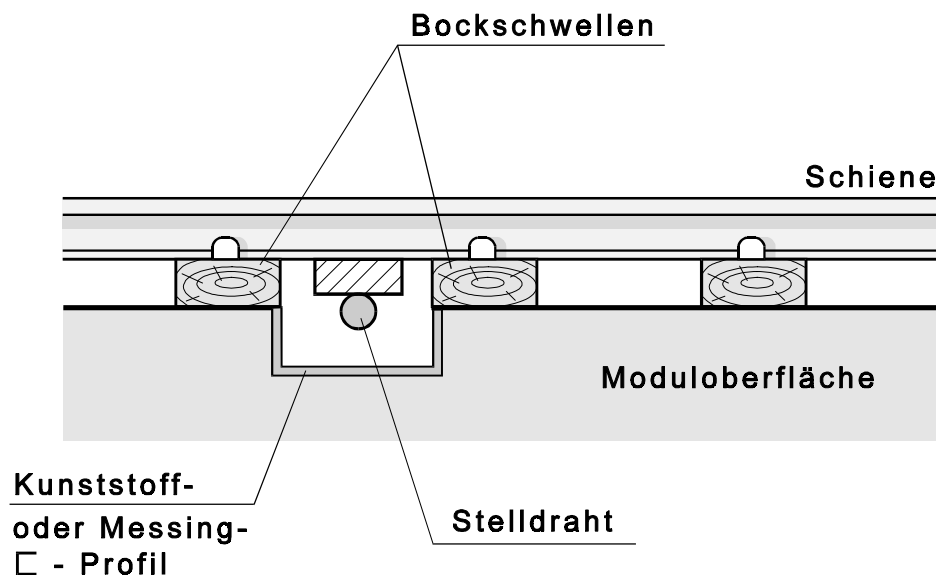 Bockschwellen
Schiene
Moduloberfläche
Kunststoff-
oder Messing-
⊏ - Profil
Stelldraht